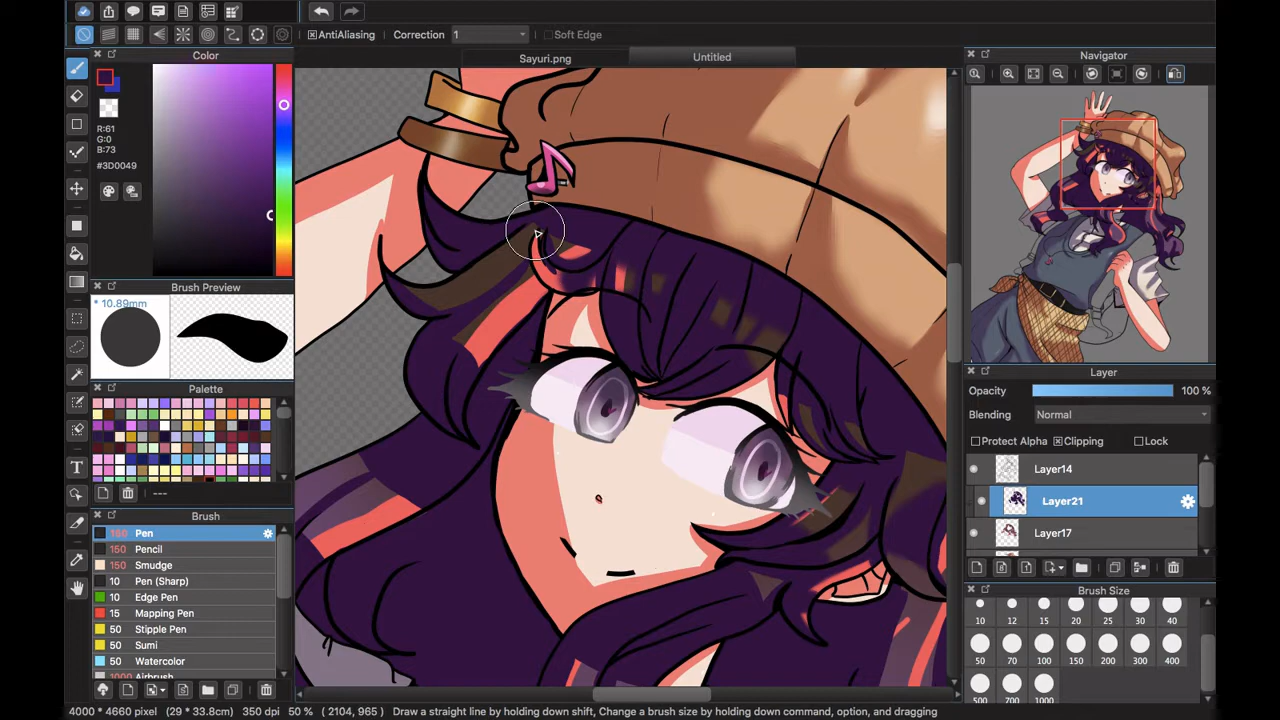 AntiAliasing Correction 1 Soft Edge
Color
Sayuri.png Untitled
Navigator
R:61
G:0
B:73
#3D0049
Brush Preview
* 10.89mm
Palette
---
Brush
160 Pen
150 Pencil
150 Smudge
10 Pen (Sharp)
10 Edge Pen
15 Mapping Pen
50 Stipple Pen
50 Sumi
50 Watercolor
1000 Airbrush
Layer
Opacity 100 %
Blending Normal
Protect Alpha Clipping Lock
Layer14
Layer21
Layer17
Brush Size
10 12 15 20 25 30 40
50 70 100 150 200 300 400
500 700 1000
4000 * 4660 pixel (29 * 33.8cm) 350 dpi 50 % ( 2104, 965 ) Draw a straight line by holding down shift, Change a brush size by holding down command, option, and dragging